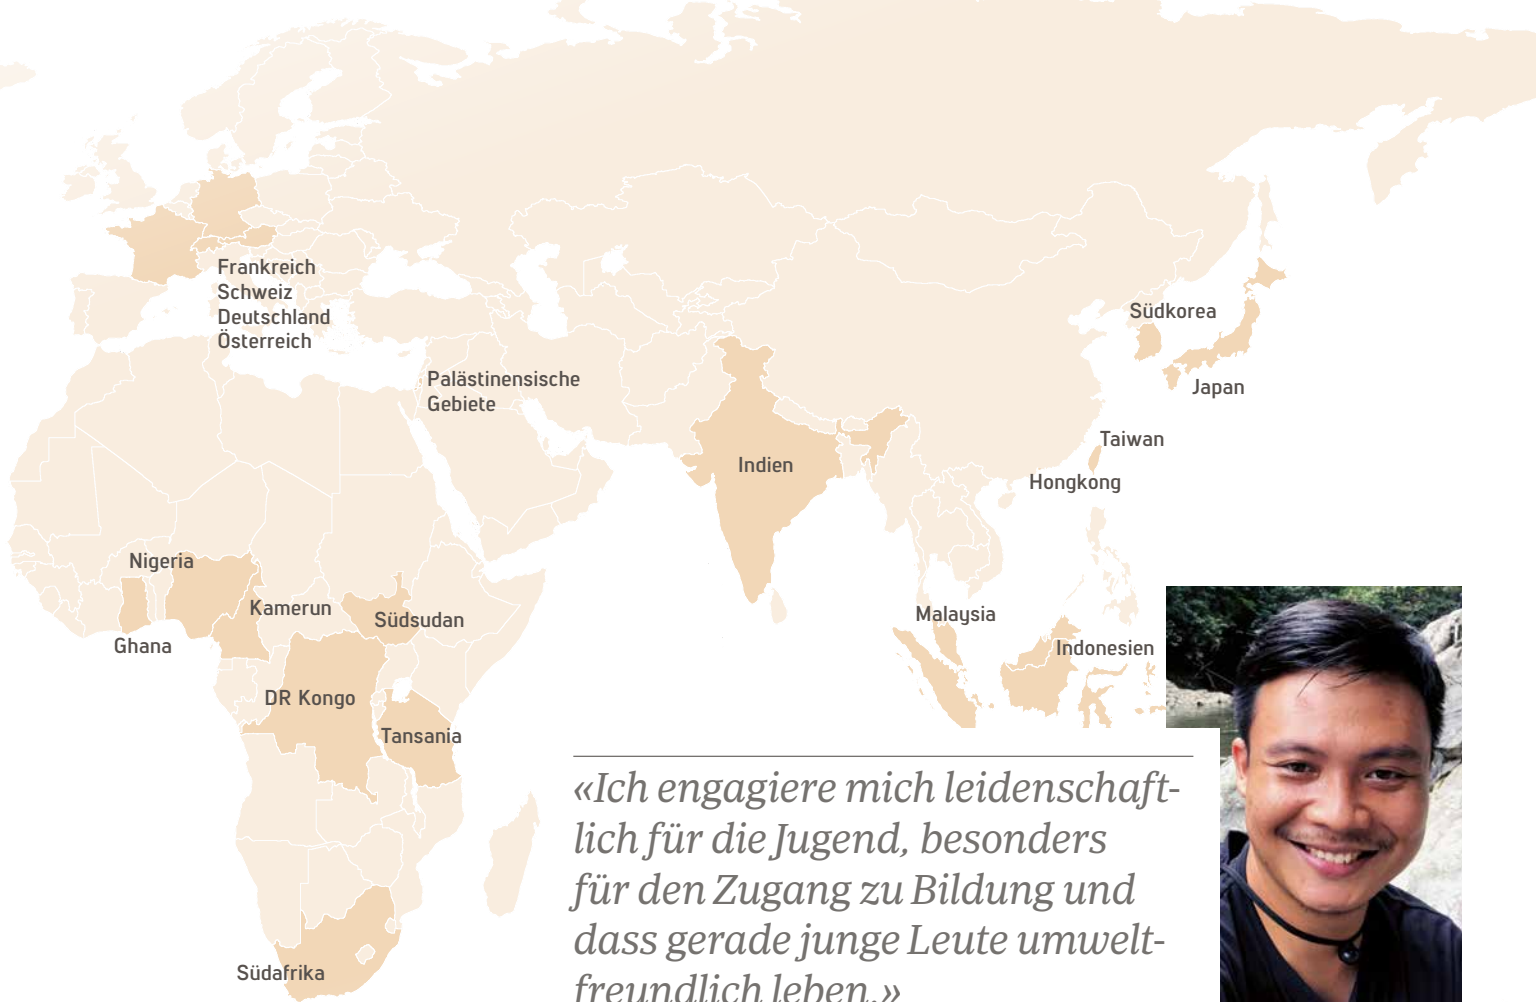 Frankreich
Schweiz
Deutschland
Österreich
Palästinensische
Gebiete
Südkorea
Japan
Taiwan
Hongkong
Indien
Nigeria
Kamerun
Südsudan
Ghana
Malaysia
Indonesien
DR Kongo
Tansania
Südafrika
«Ich engagiere mich leidenschaft-
lich für die Jugend, besonders
für den Zugang zu Bildung und
dass gerade junge Leute umwelt-
freundlich leben.»